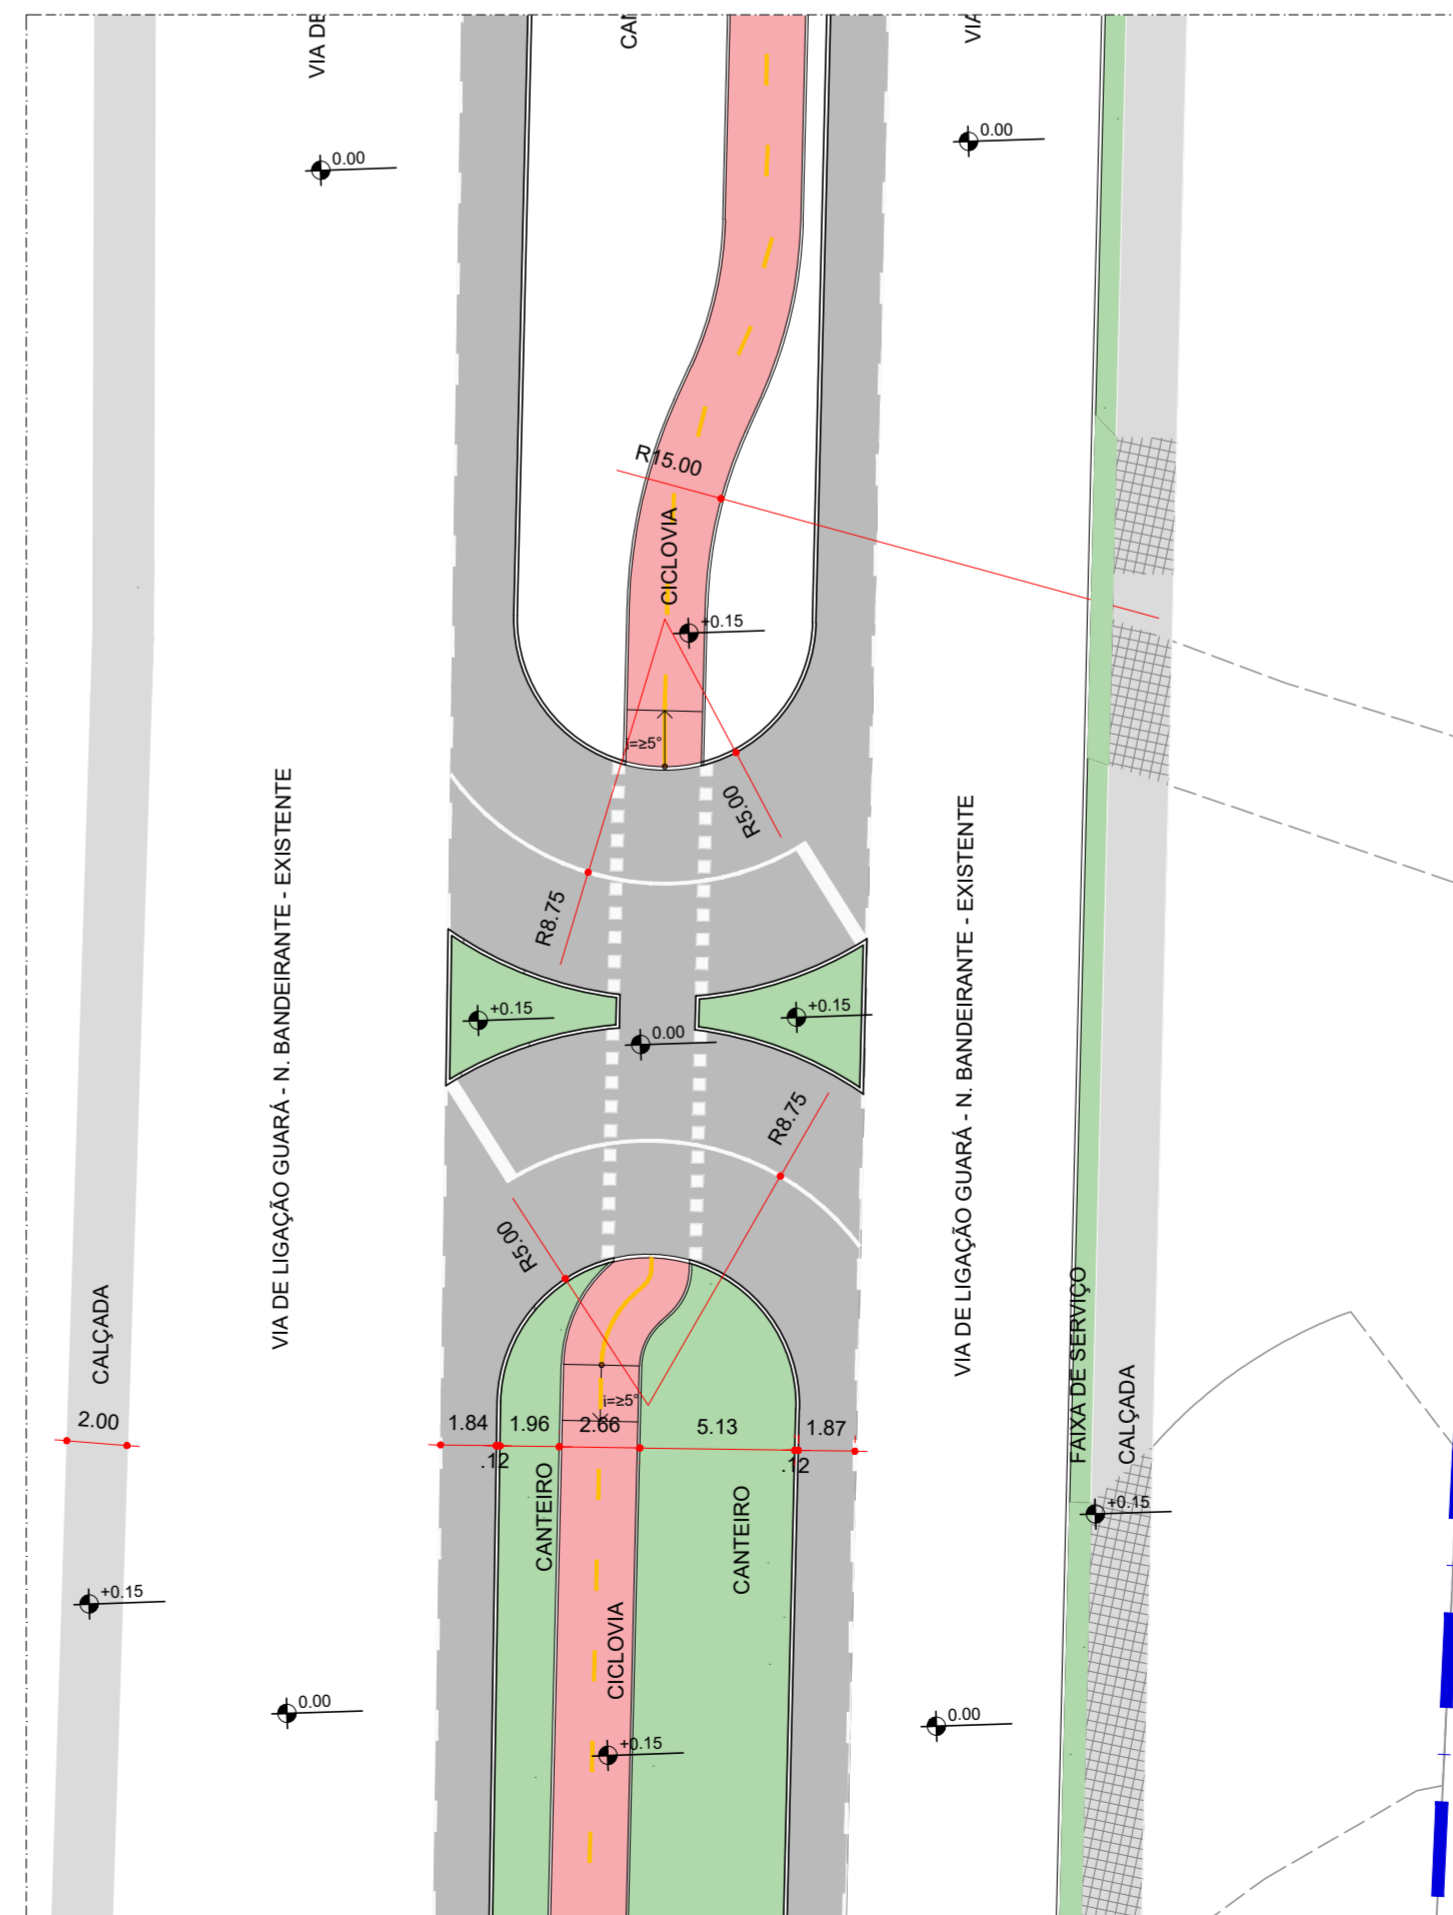 VIA DE
CAN
VIA
0.00
0.00
R15.00
CICLOVIA
+0.15
i=≥5°
R5.00
VIA DE LIGAÇÃO GUARÁ - N. BANDEIRANTE - EXISTENTE
VIA DE LIGAÇÃO GUARÁ - N. BANDEIRANTE - EXISTENTE
R8.75
+0.15
+0.15
0.00
R8.75
R5.00
CALÇADA
FAIXA DE SERVIÇO
CALÇADA
i=≥5°
2.00
1.84
1.96
2.66
5.13
1.87
.12
.12
CANTEIRO
CANTEIRO
+0.15
+0.15
CICLOVIA
0.00
0.00
+0.15